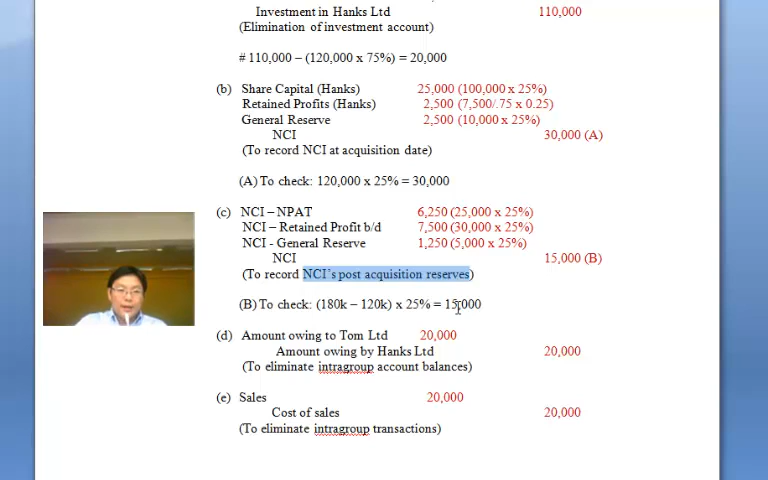 Investment in Hanks Ltd 110,000
(Elimination of investment account)
# 110,000 – (120,000 x 75%) = 20,000
(b) Share Capital (Hanks) 25,000 (100,000 x 25%)
Retained Profits (Hanks) 2,500 (7,500/.75 x 0.25)
General Reserve 2,500 (10,000 x 25%)
NCI 30,000 (A)
(To record NCI at acquisition date)
(A) To check: 120,000 x 25% = 30,000
(c) NCI – NPAT 6,250 (25,000 x 25%)
NCI – Retained Profit b/d 7,500 (30,000 x 25%)
NCI - General Reserve 1,250 (5,000 x 25%)
NCI 15,000 (B)
(To record NCI's post acquisition reserves)
(B) To check: (180k – 120k) x 25% = 15,000
(d) Amount owing to Tom Ltd 20,000
Amount owing by Hanks Ltd 20,000
(To eliminate intragroup account balances)
(e) Sales 20,000
Cost of sales 20,000
(To eliminate intragroup transactions)